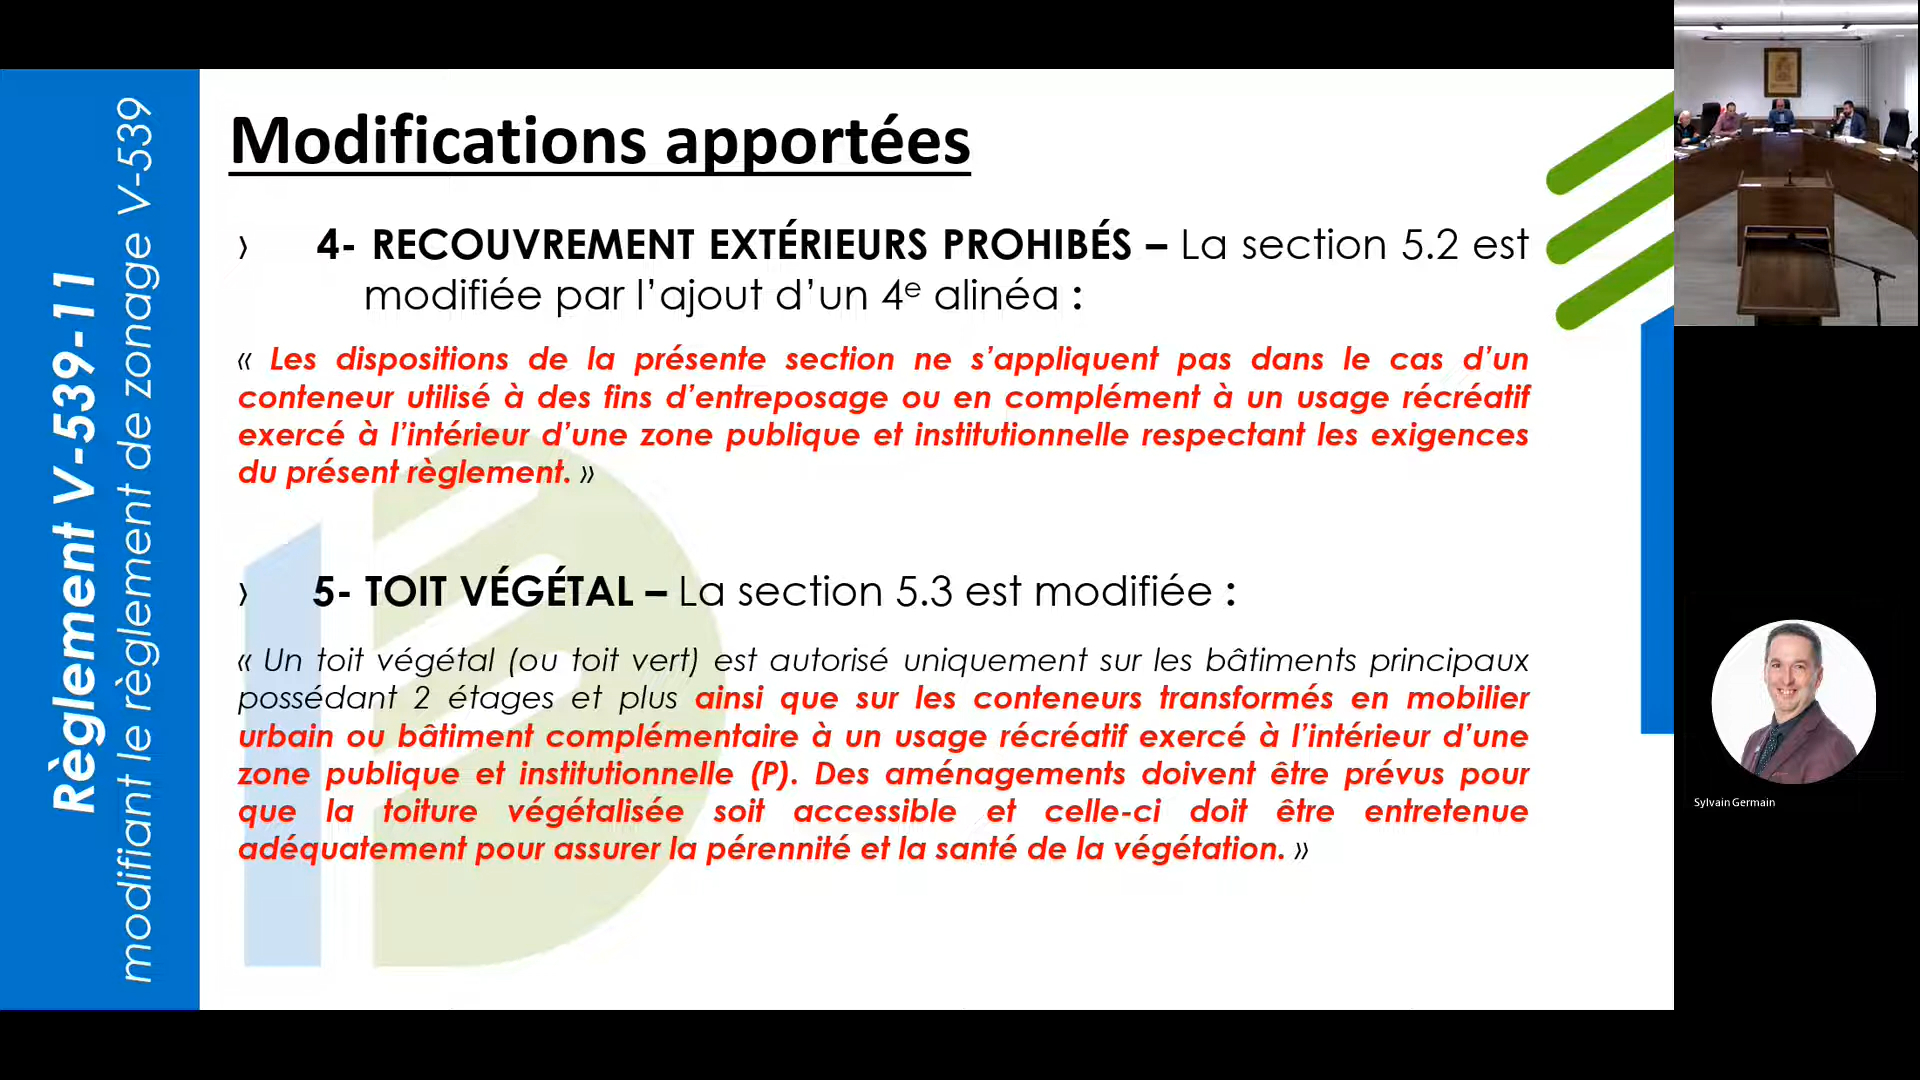 Règlement V-539-11
modifiant le règlement de zonage V-539
Modifications apportées
› 4- RECOUVREMENT EXTÉRIEURS PROHIBÉS – La section 5.2 est
modifiée par l’ajout d’un 4e alinéa :
« Les dispositions de la présente section ne s’appliquent pas dans le cas d’un
conteneur utilisé à des fins d’entreposage ou en complément à un usage récréatif
exercé à l’intérieur d’une zone publique et institutionnelle respectant les exigences
du présent règlement. »
› 5- TOIT VÉGÉTAL – La section 5.3 est modifiée :
« Un toit végétal (ou toit vert) est autorisé uniquement sur les bâtiments principaux
possédant 2 étages et plus ainsi que sur les conteneurs transformés en mobilier
urbain ou bâtiment complémentaire à un usage récréatif exercé à l’intérieur d’une
zone publique et institutionnelle (P). Des aménagements doivent être prévus pour
que la toiture végétalisée soit accessible et celle-ci doit être entretenue
adéquatement pour assurer la pérennité et la santé de la végétation. »
Sylvain Germain